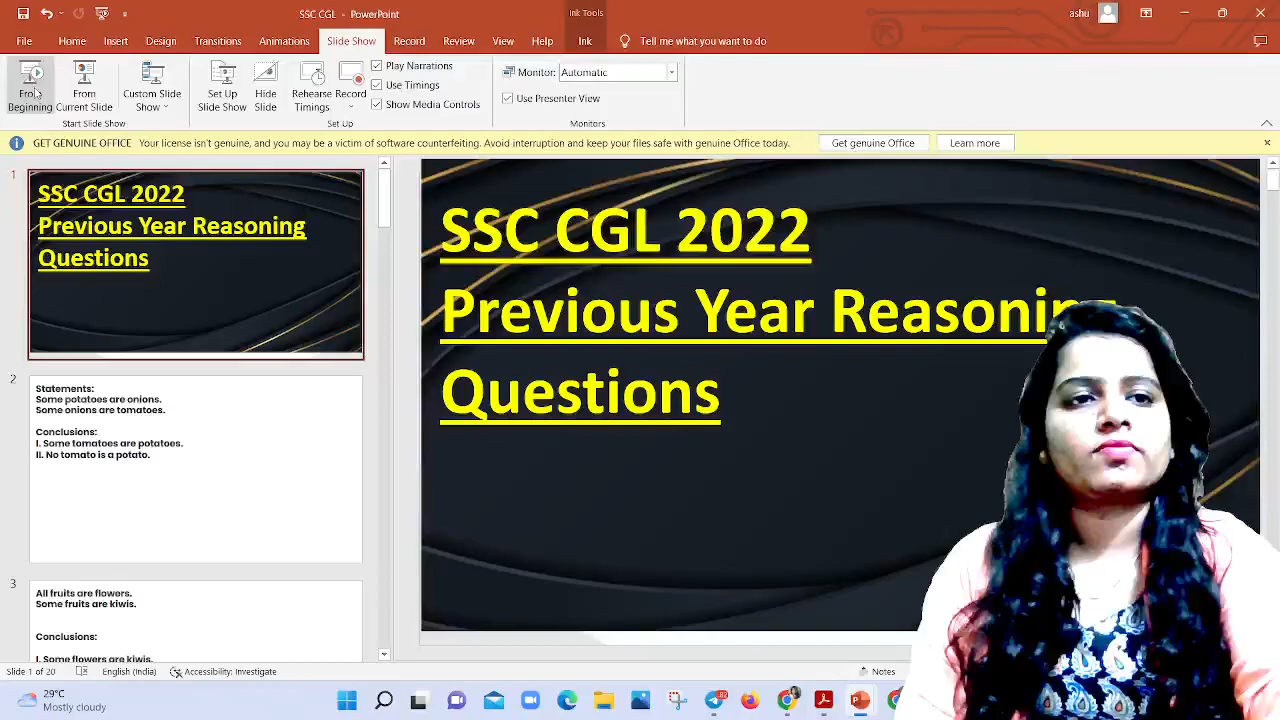 SSC CGL - PowerPoint
Ink Tools
ashu
File Home Insert Design Transitions Animations Slide Show Record Review View Help Ink Tell me what you want to do
From Beginning
From Current Slide
Custom Slide Show
Set Up Slide Show
Hide Slide
Rehearse Timings
Record
Play Narrations
Use Timings
Show Media Controls
Monitor: Automatic
Use Presenter View
Start Slide Show
Set Up
Monitors
GET GENUINE OFFICE Your license isn't genuine, and you may be a victim of software counterfeiting. Avoid interruption and keep your files safe with genuine Office today. Get genuine Office Learn more
1
SSC CGL 2022
Previous Year Reasoning
Questions
2
Statements:
Some potatoes are onions.
Some onions are tomatoes.
Conclusions:
I. Some tomatoes are potatoes.
II. No tomato is a potato.
3
All fruits are flowers.
Some fruits are kiwis.
Conclusions:
I. Some flowers are kiwis.
SSC CGL 2022
Previous Year Reasoning
Questions
Slide 1 of 20 English (India) Accessibility: Investigate Notes
29°C
Mostly cloudy
82